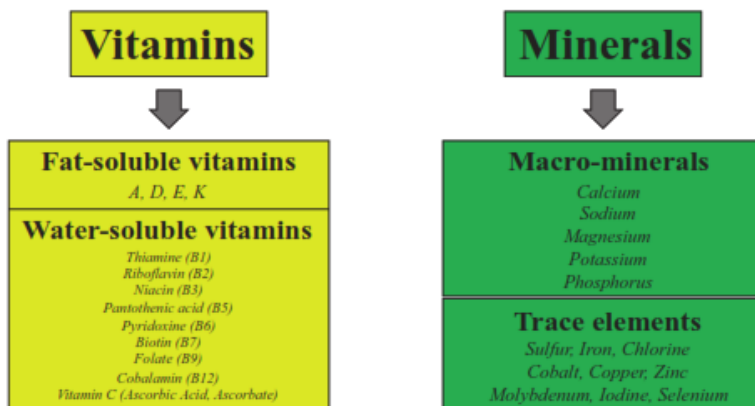 Vitamins
Fat-soluble vitamins
A, D, E, K
Water-soluble vitamins
Thiamine (B1)
Riboflavin (B2)
Niacin (B3)
Pantothenic acid (B5)
Pyridoxine (B6)
Biotin (B7)
Folate (B9)
Cobalamin (B12)
Vitamin C (Ascorbic Acid, Ascorbate)
Minerals
Macro-minerals
Calcium
Sodium
Magnesium
Potassium
Phosphorus
Trace elements
Sulfur, Iron, Chlorine
Cobalt, Copper, Zinc
Molybdenum, Iodine, Selenium